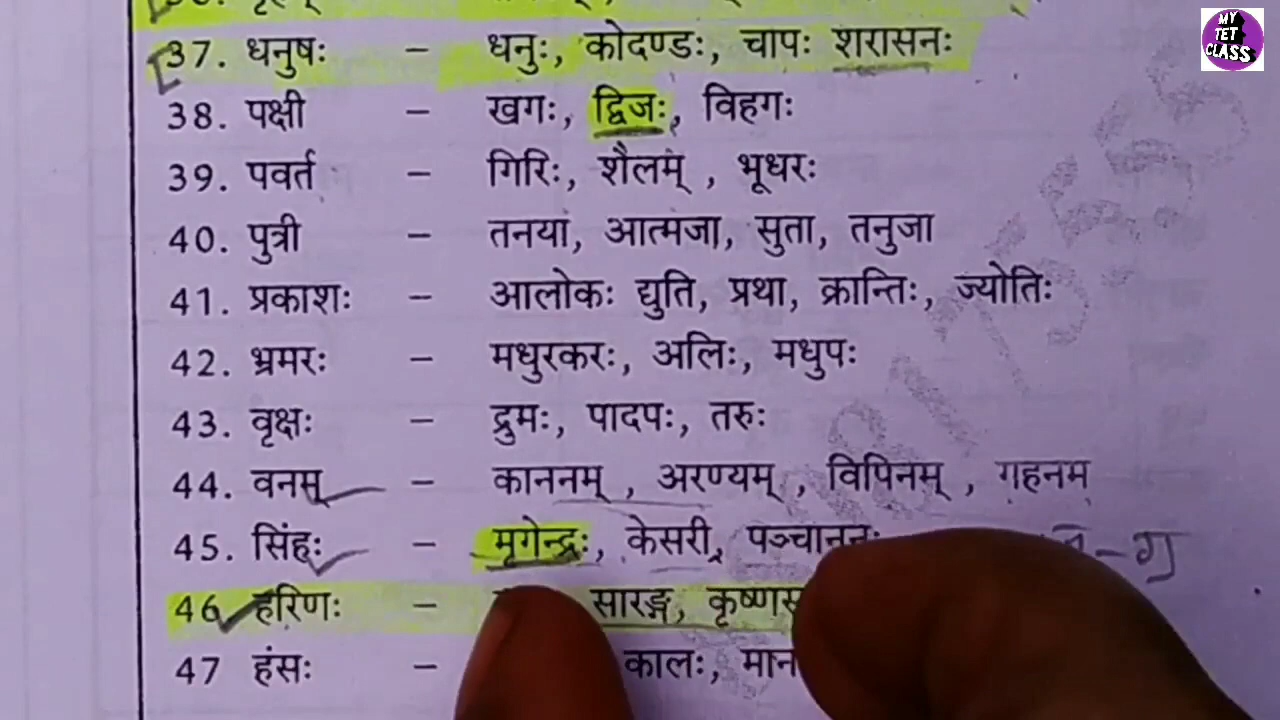 MY
TET
CLASS
37. धनुषः – धनुः, कोदण्डः, चापः शरासनः
38. पक्षी – खगः, द्विजः, विहगः
39. पवर्त – गिरिः, शैलम् , भूधरः
40. पुत्री – तनया, आत्मजा, सुता, तनुजा
41. प्रकाशः – आलोकः द्युति, प्रथा, क्रान्तिः, ज्योतिः
42. भ्रमरः – मधुरकरः, अलिः, मधुपः
43. वृक्षः – द्रुमः, पादपः, तरुः
44. वनम् – काननम् , अरण्यम् , विपिनम् , गहनम
45. सिंहः – मृगेन्द्रः, केसरी, पञ्चाननः
46 हरिणः – सारङ्ग,
47 हंसः – कालः,